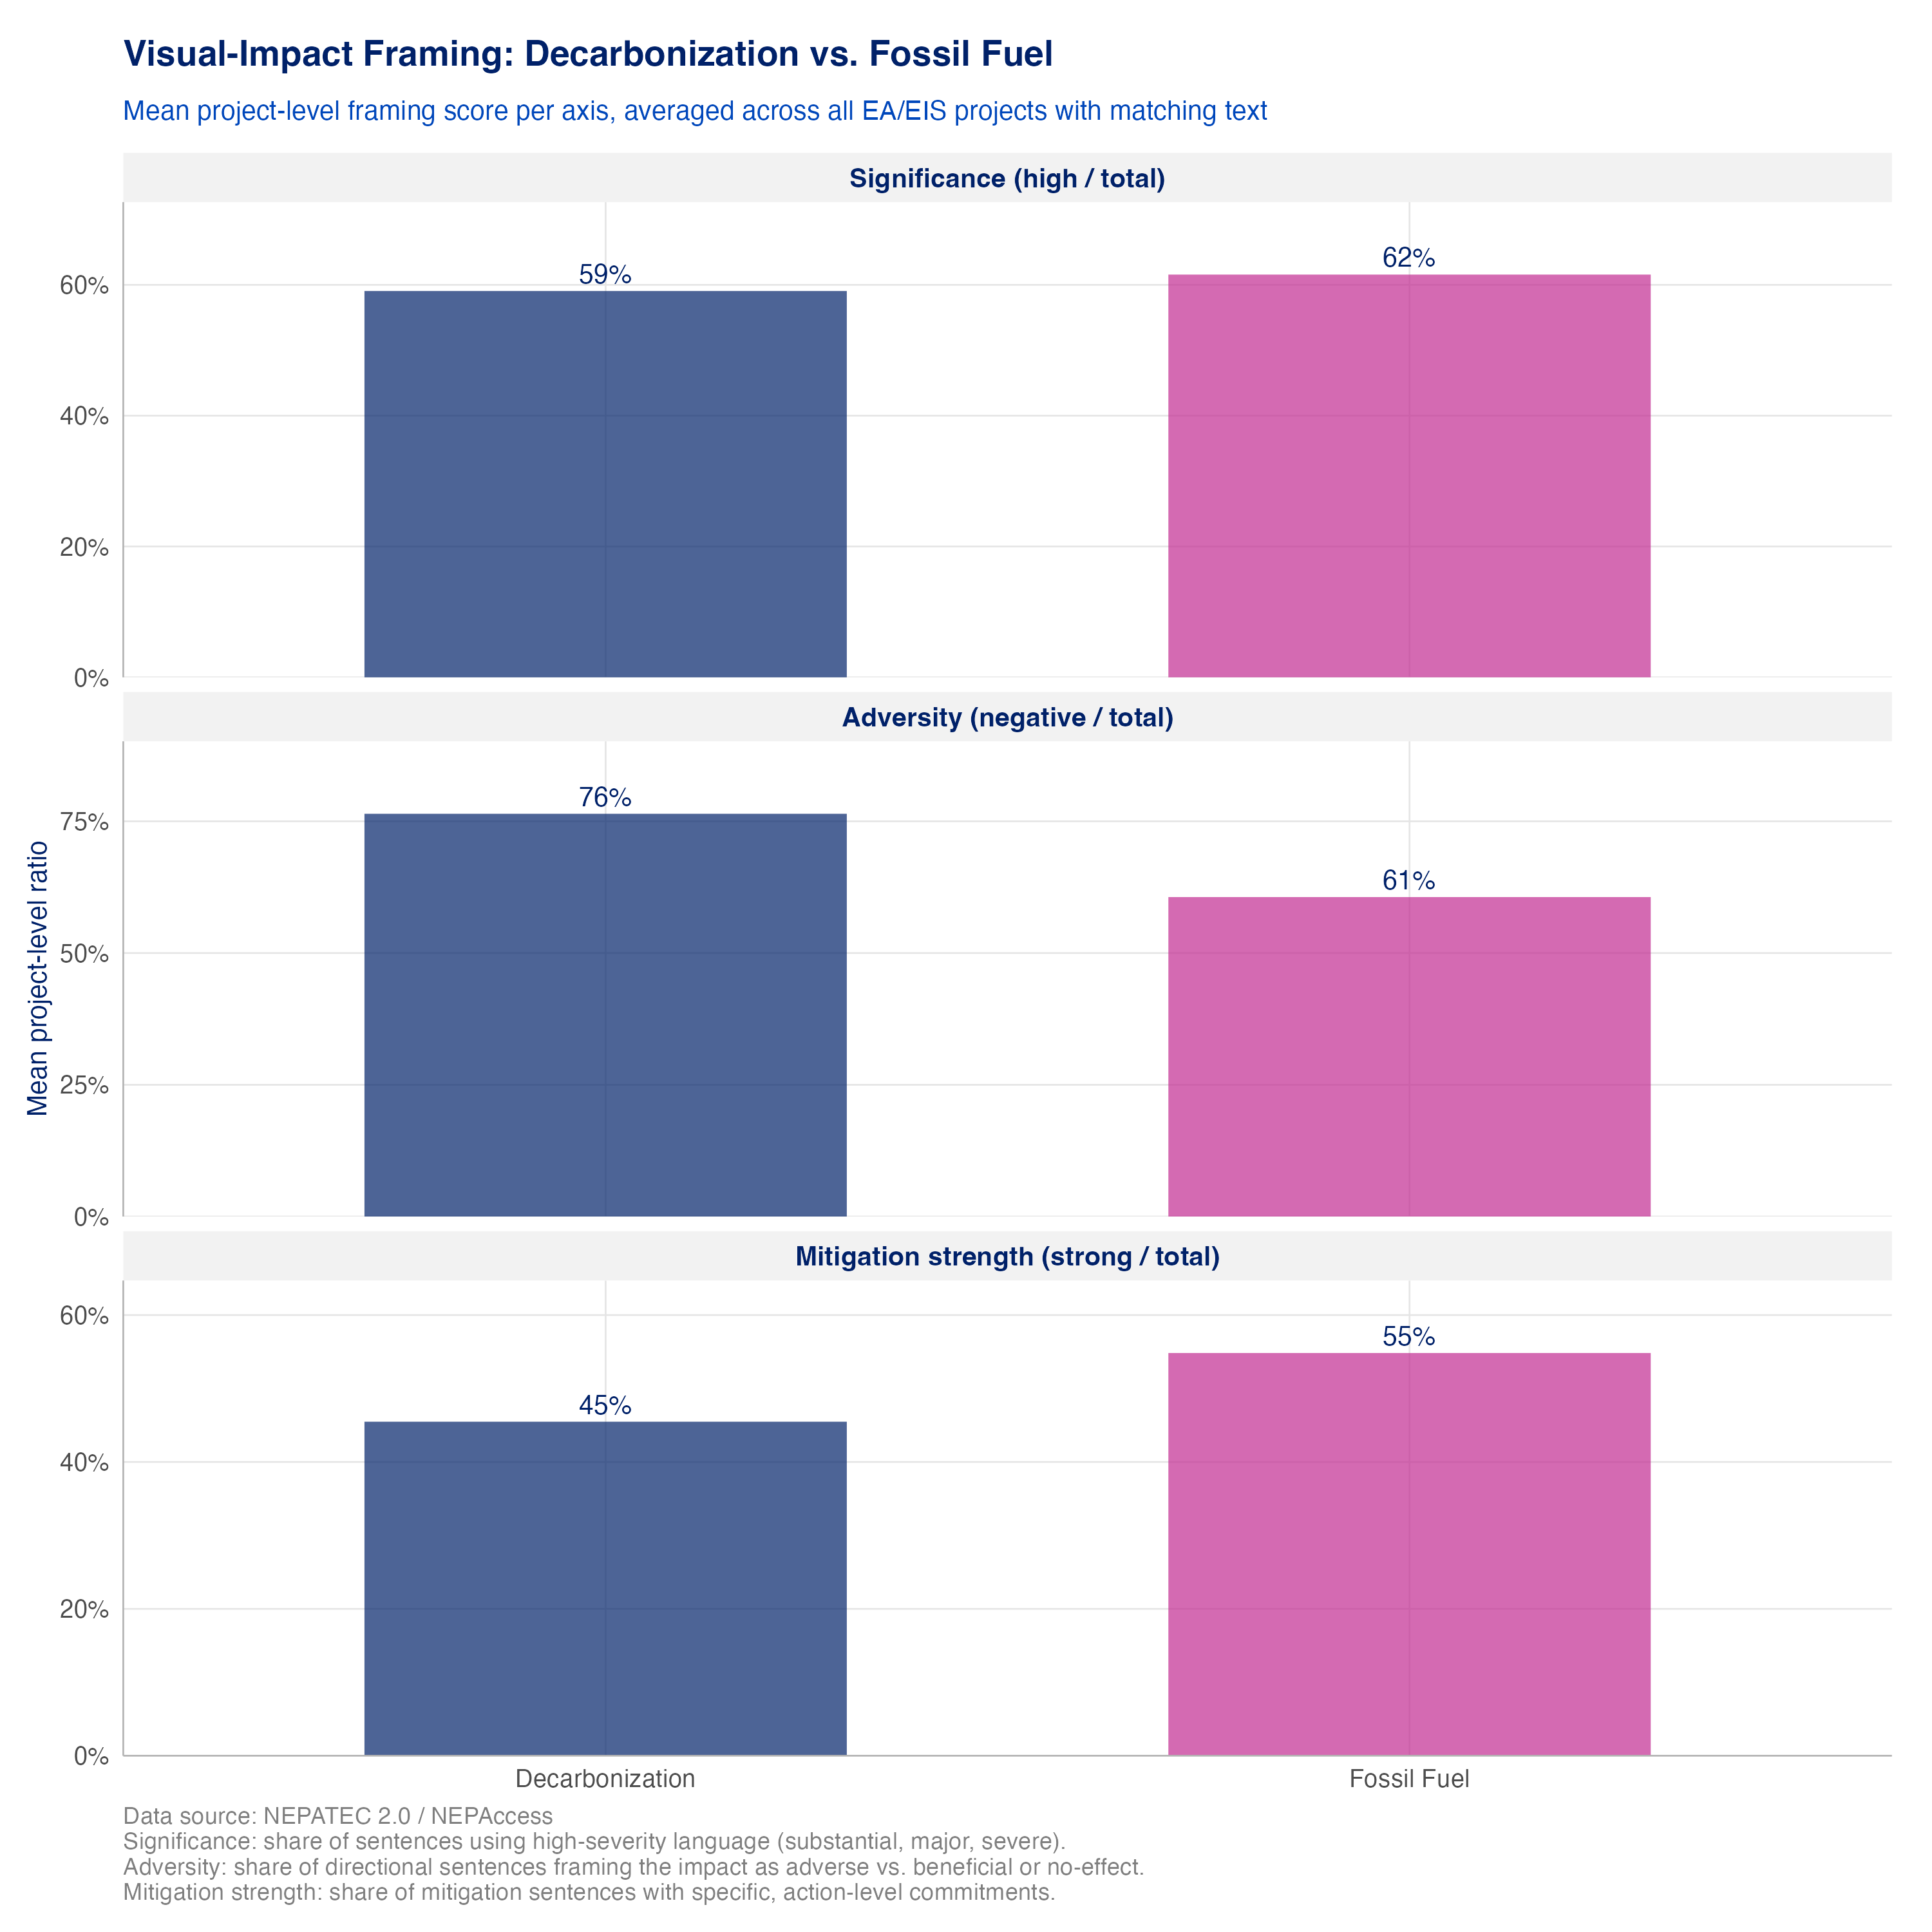 Visual-Impact Framing: Decarbonization vs. Fossil Fuel
Mean project-level framing score per axis, averaged across all EA/EIS projects with matching text
Significance (high / total)
59%
62%
60%
40%
20%
0%
Adversity (negative / total)
76%
61%
75%
50%
25%
0%
Mean project-level ratio
Mitigation strength (strong / total)
45%
55%
60%
40%
20%
0%
Decarbonization
Fossil Fuel
Data source: NEPATEC 2.0 / NEPAccess
Significance: share of sentences using high-severity language (substantial, major, severe).
Adversity: share of directional sentences framing the impact as adverse vs. beneficial or no-effect.
Mitigation strength: share of mitigation sentences with specific, action-level commitments.